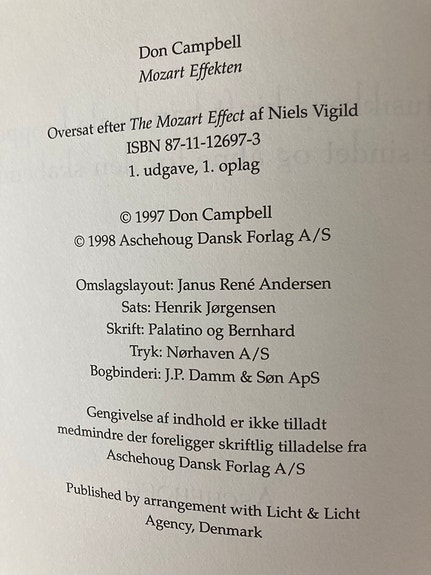 Don Campbell
Mozart Effekten
Oversat efter The Mozart Effect af Niels Vigild
ISBN 87-11-12697-3
1. udgave, 1. oplag
© 1997 Don Campbell
© 1998 Aschehoug Dansk Forlag A/S
Omslagslayout: Janus René Andersen
Sats: Henrik Jørgensen
Skrift: Palatino og Bernhard
Tryk: Nørhaven A/S
Bogbinderi: J.P. Damm & Søn ApS
Gengivelse af indhold er ikke tilladt
medmindre der foreligger skriftlig tilladelse fra
Aschehoug Dansk Forlag A/S
Published by arrangement with Licht & Licht
Agency, Denmark